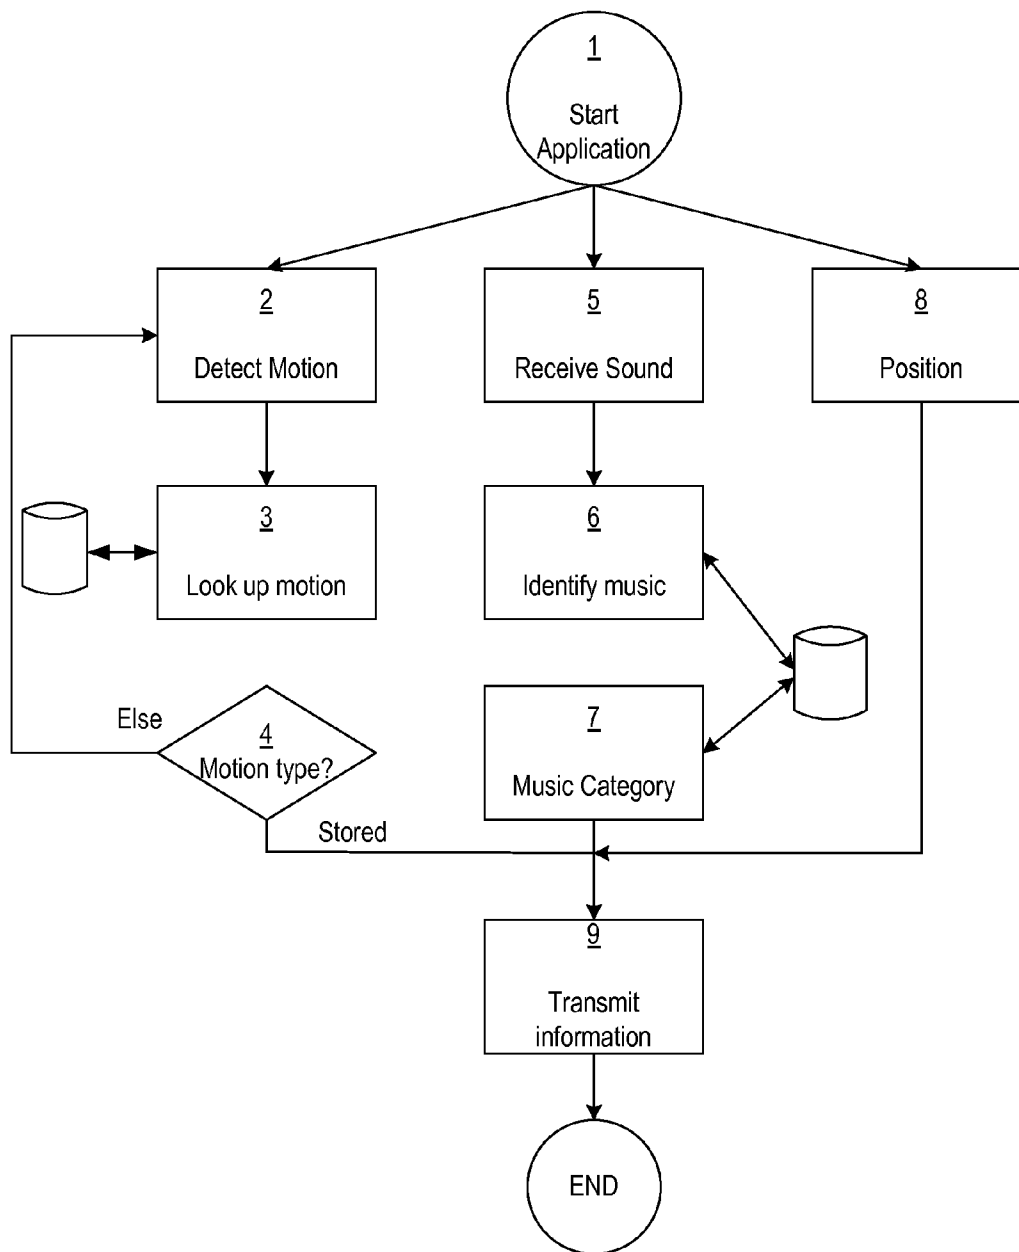 1
Start
Application
2
Detect Motion
5
Receive Sound
8
Position
3
Look up motion
6
Identify music
Else
4
Motion type?
7
Music Category
Stored
9
Transmit
information
END